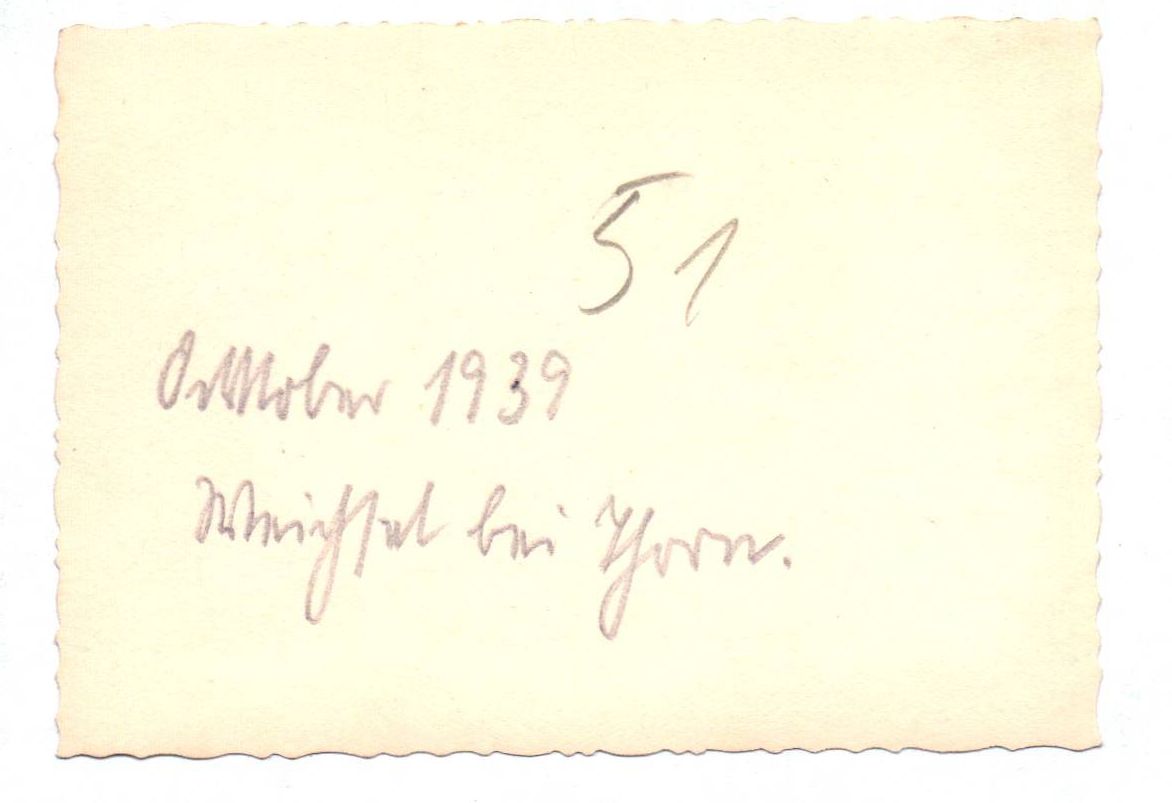 51
Oktober 1939
Weichsel bei Thorn.